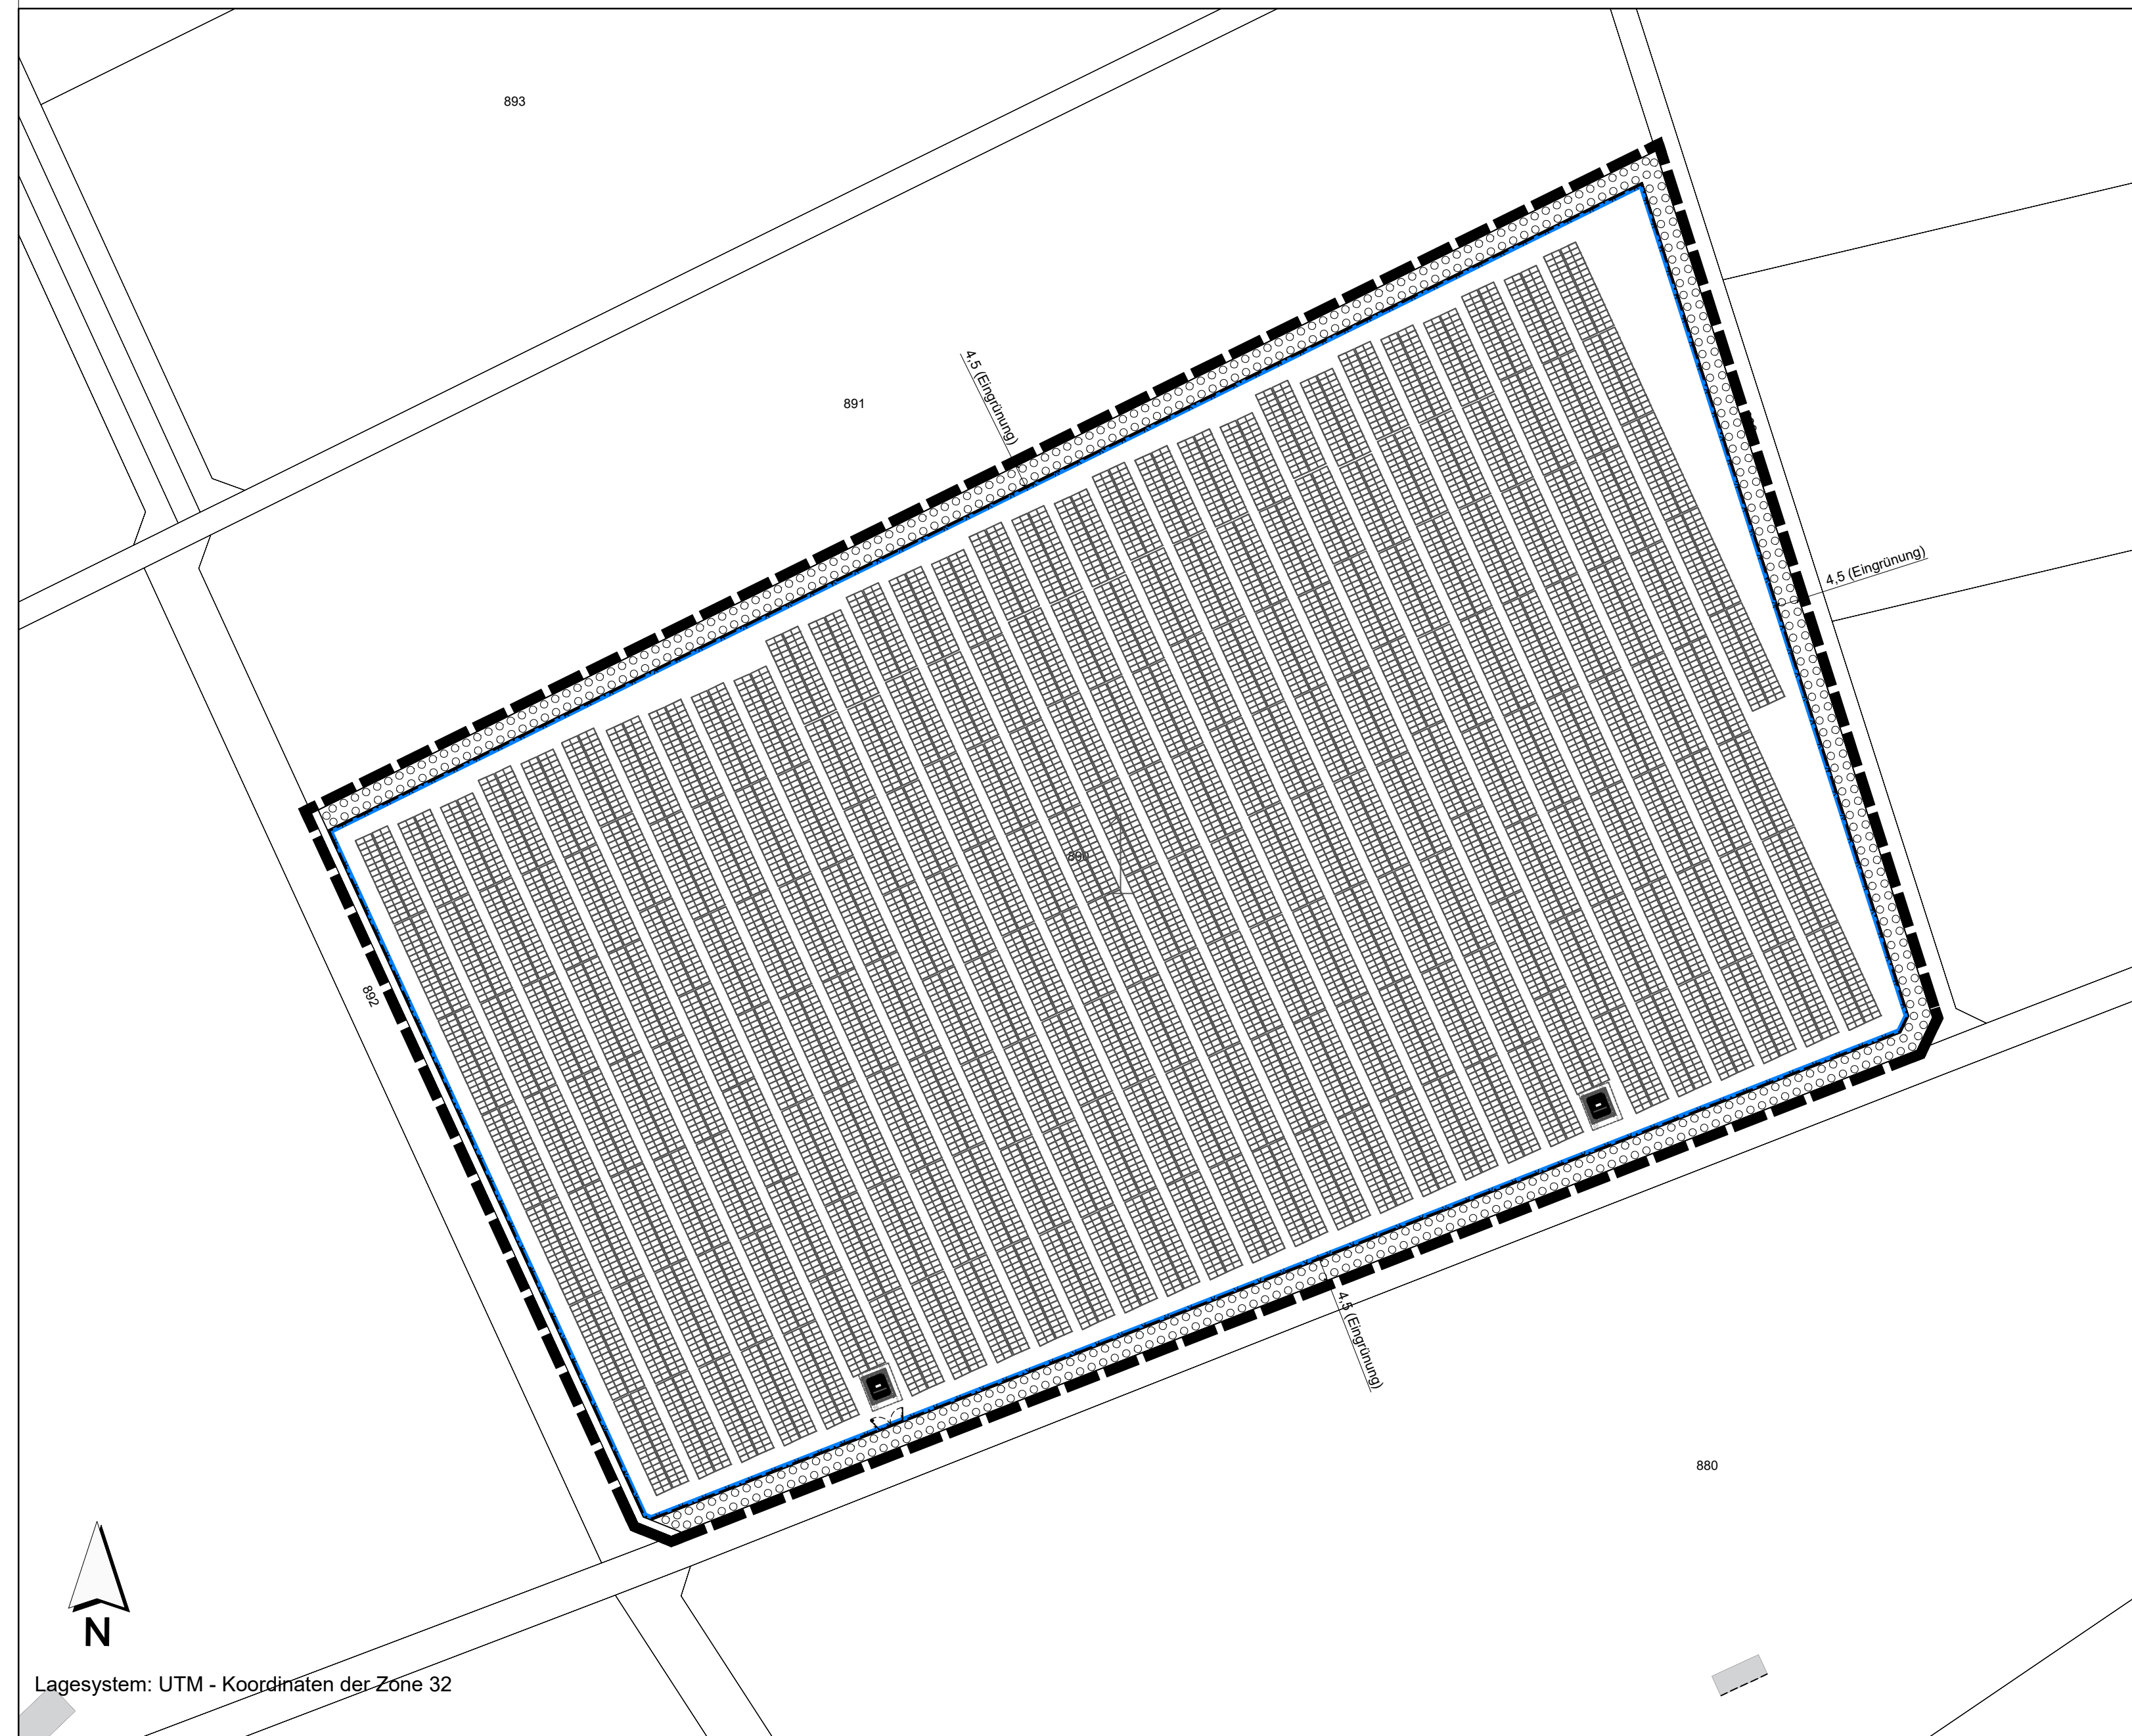 893
4,5 (Eingrünung)
891
4,5 (Eingrünung)
890
892
4,5 (Eingrünung)
880
N
Lagesystem: UTM - Koordinaten der Zone 32